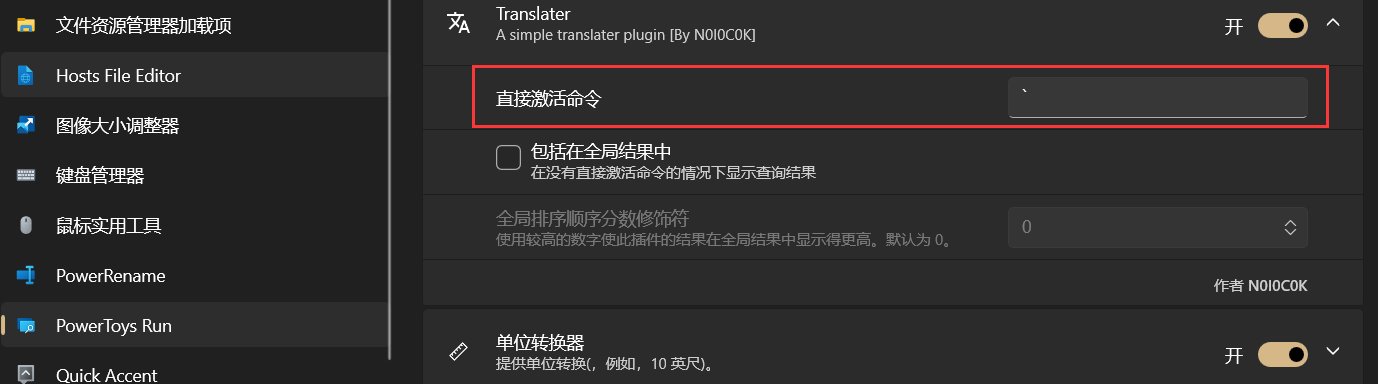 文件资源管理器加载项
Hosts File Editor
图像大小调整器
键盘管理器
鼠标实用工具
PowerRename
PowerToys Run
Quick Accent
Translater
A simple translater plugin [By N0I0C0K]
开
直接激活命令
`
包括在全局结果中
在没有直接激活命令的情况下显示查询结果
全局排序顺序分数修饰符
使用较高的数字使此插件的结果在全局结果中显示得更高。默认为 0。
0
作者 N0I0C0K
单位转换器
提供单位转换(，例如，10 英尺)。
开